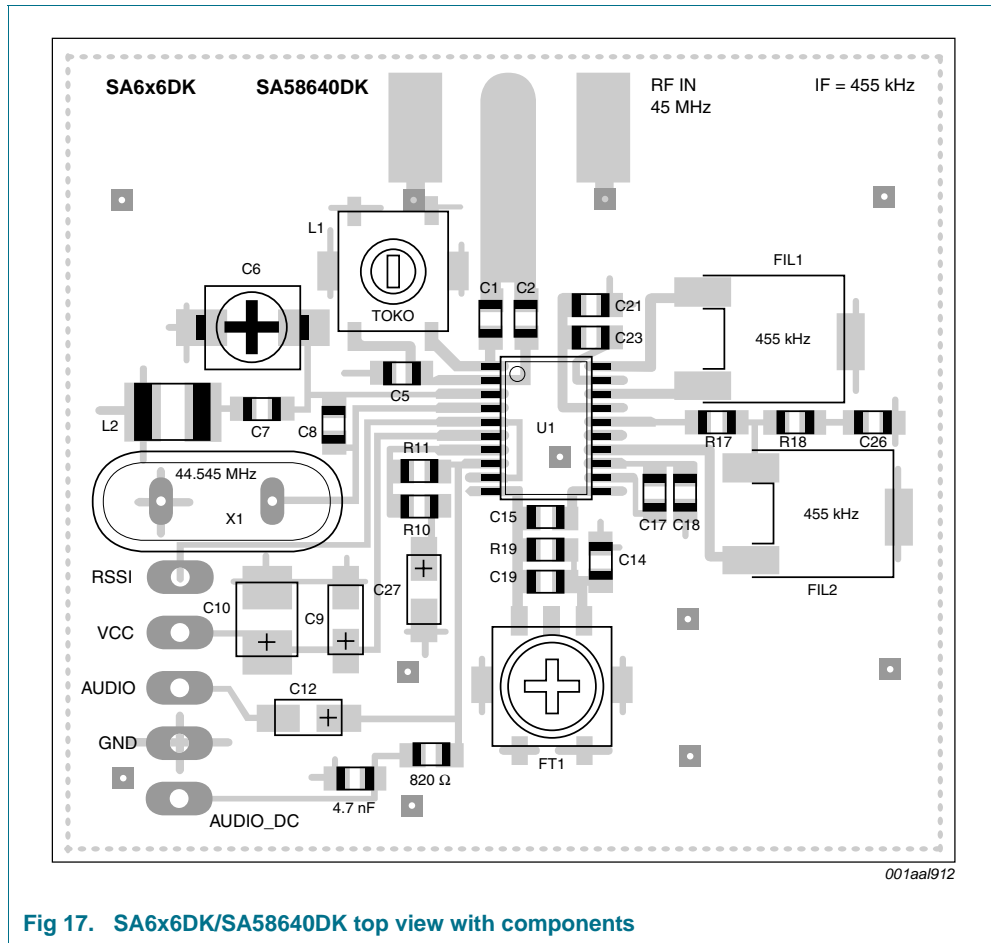 SA6x6DK SA58640DK RF IN IF = 455 kHz
45 MHz
L1
C6
C1 C2
FIL1
C21
TOKO
C23
455 kHz
C5
L2
C7
C8
U1
R17 R18 C26
R11
44.545 MHz
X1
R10
C15
C17 C18
455 kHz
R19
C14
RSSI
C19
C27
FIL2
C10
C9
VCC
AUDIO
C12
GND
FT1
820 Ω
4.7 nF
AUDIO_DC
001aal912
Fig 17. SA6x6DK/SA58640DK top view with components